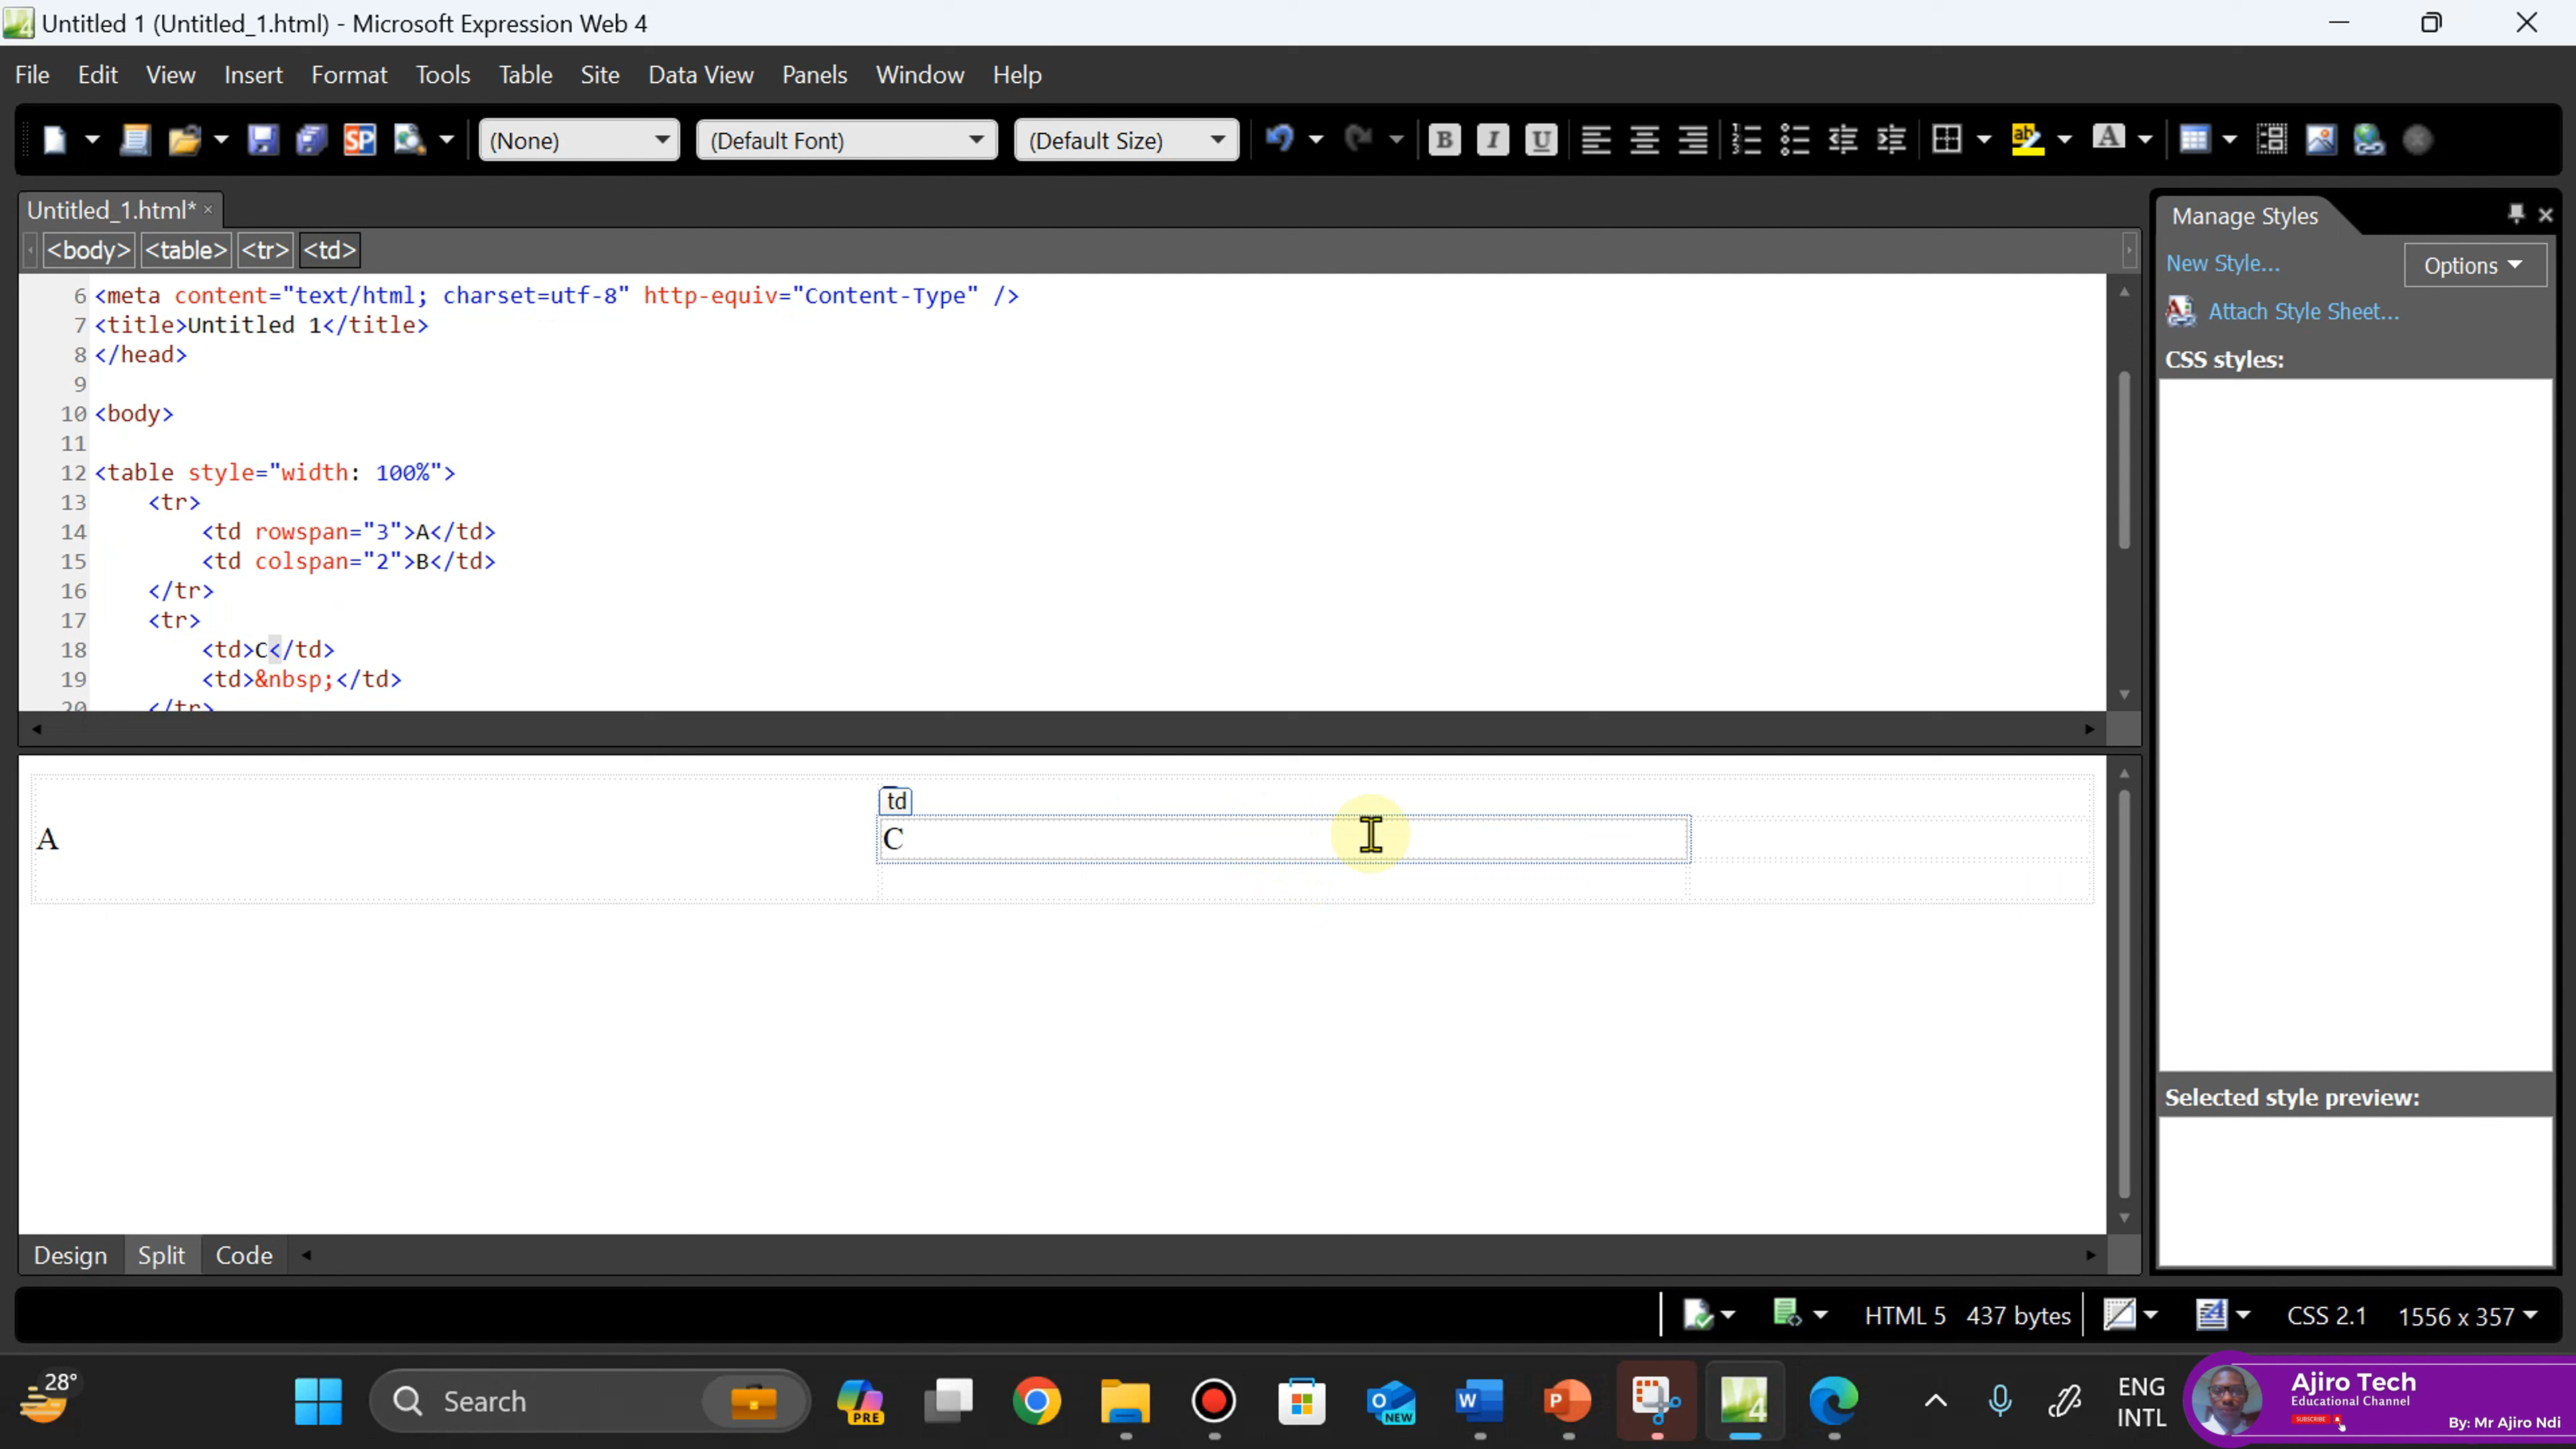 Untitled 1 (Untitled_1.html) - Microsoft Expression Web 4
File Edit View Insert Format Tools Table Site Data View Panels Window Help
(None) (Default Font) (Default Size)
Untitled_1.html*
<body> <table> <tr> <td>
6 <meta content="text/html; charset=utf-8" http-equiv="Content-Type" />
7 <title>Untitled 1</title>
8 </head>
9
10 <body>
11
12 <table style="width: 100%">
13 <tr>
14 <td rowspan="3">A</td>
15 <td colspan="2">B</td>
16 </tr>
17 <tr>
18 <td>C</td>
19 <td>&nbsp;</td>
20 </tr>
Manage Styles
New Style...
Options
Attach Style Sheet...
CSS styles:
td
A
C
Selected style preview:
Design Split Code
HTML 5 437 bytes CSS 2.1 1556 x 357
28°
Search
PRE
NEW
ENG
INTL
Ajiro Tech
Educational Channel
SUBSCRIBE
By: Mr Ajiro Ndi